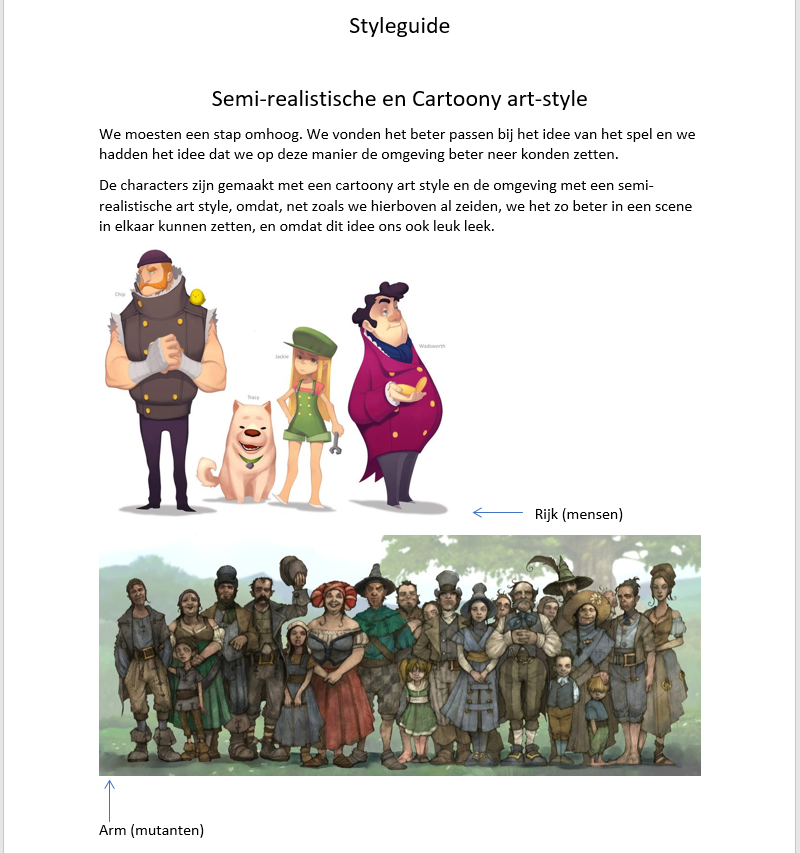 Styleguide
Semi-realistische en Cartoony art-style
We moesten een stap omhoog. We vonden het beter passen bij het idee van het spel en we
hadden het idee dat we op deze manier de omgeving beter neer konden zetten.
De characters zijn gemaakt met een cartoony art style en de omgeving met een semi-
realistische art style, omdat, net zoals we hierboven al zeiden, we het zo beter in een scene
in elkaar kunnen zetten, en omdat dit idee ons ook leuk leek.
Chip
Wadsworth
Jackie
Tracy
Rijk (mensen)
Arm (mutanten)